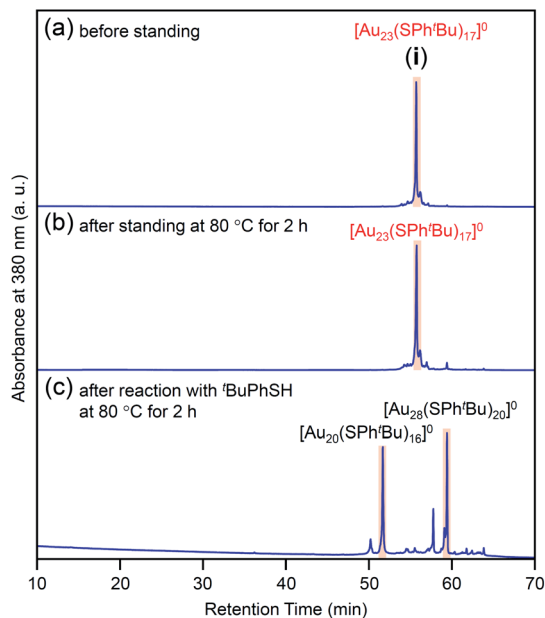 (a) before standing
[Au₂₃(SPhᵗBu)₁₇]⁰
(i)
(b) after standing at 80 °C for 2 h
[Au₂₃(SPhᵗBu)₁₇]⁰
(c) after reaction with ᵗBuPhSH
at 80 °C for 2 h
[Au₂₈(SPhᵗBu)₂₀]⁰
[Au₂₀(SPhᵗBu)₁₆]⁰
Absorbance at 380 nm (a. u.)
10 20 30 40 50 60 70
Retention Time (min)